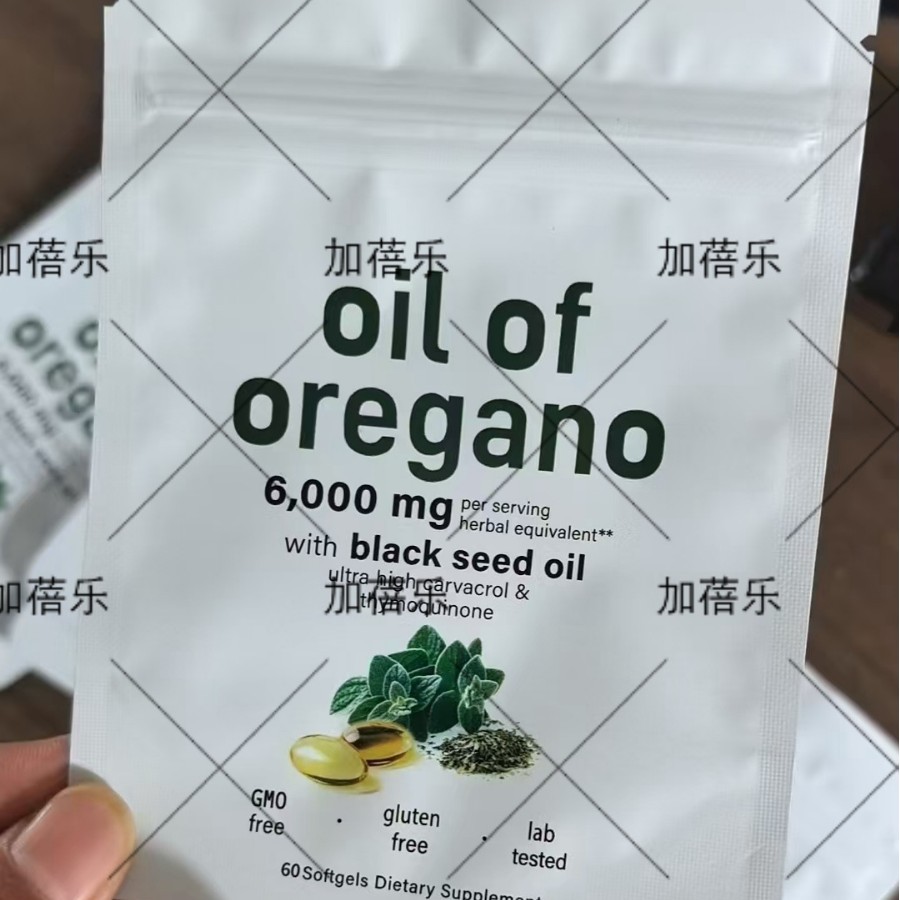 加蓓乐 加蓓乐 加蓓乐
oil of
oregano
6,000 mg per serving
herbal equivalent**
with black seed oil
ultra high carvacrol &
thymoquinone
加蓓乐 加蓓乐 加蓓乐
GMO
free
·
gluten
free
·
lab
tested
60 Softgels Dietary Supplement